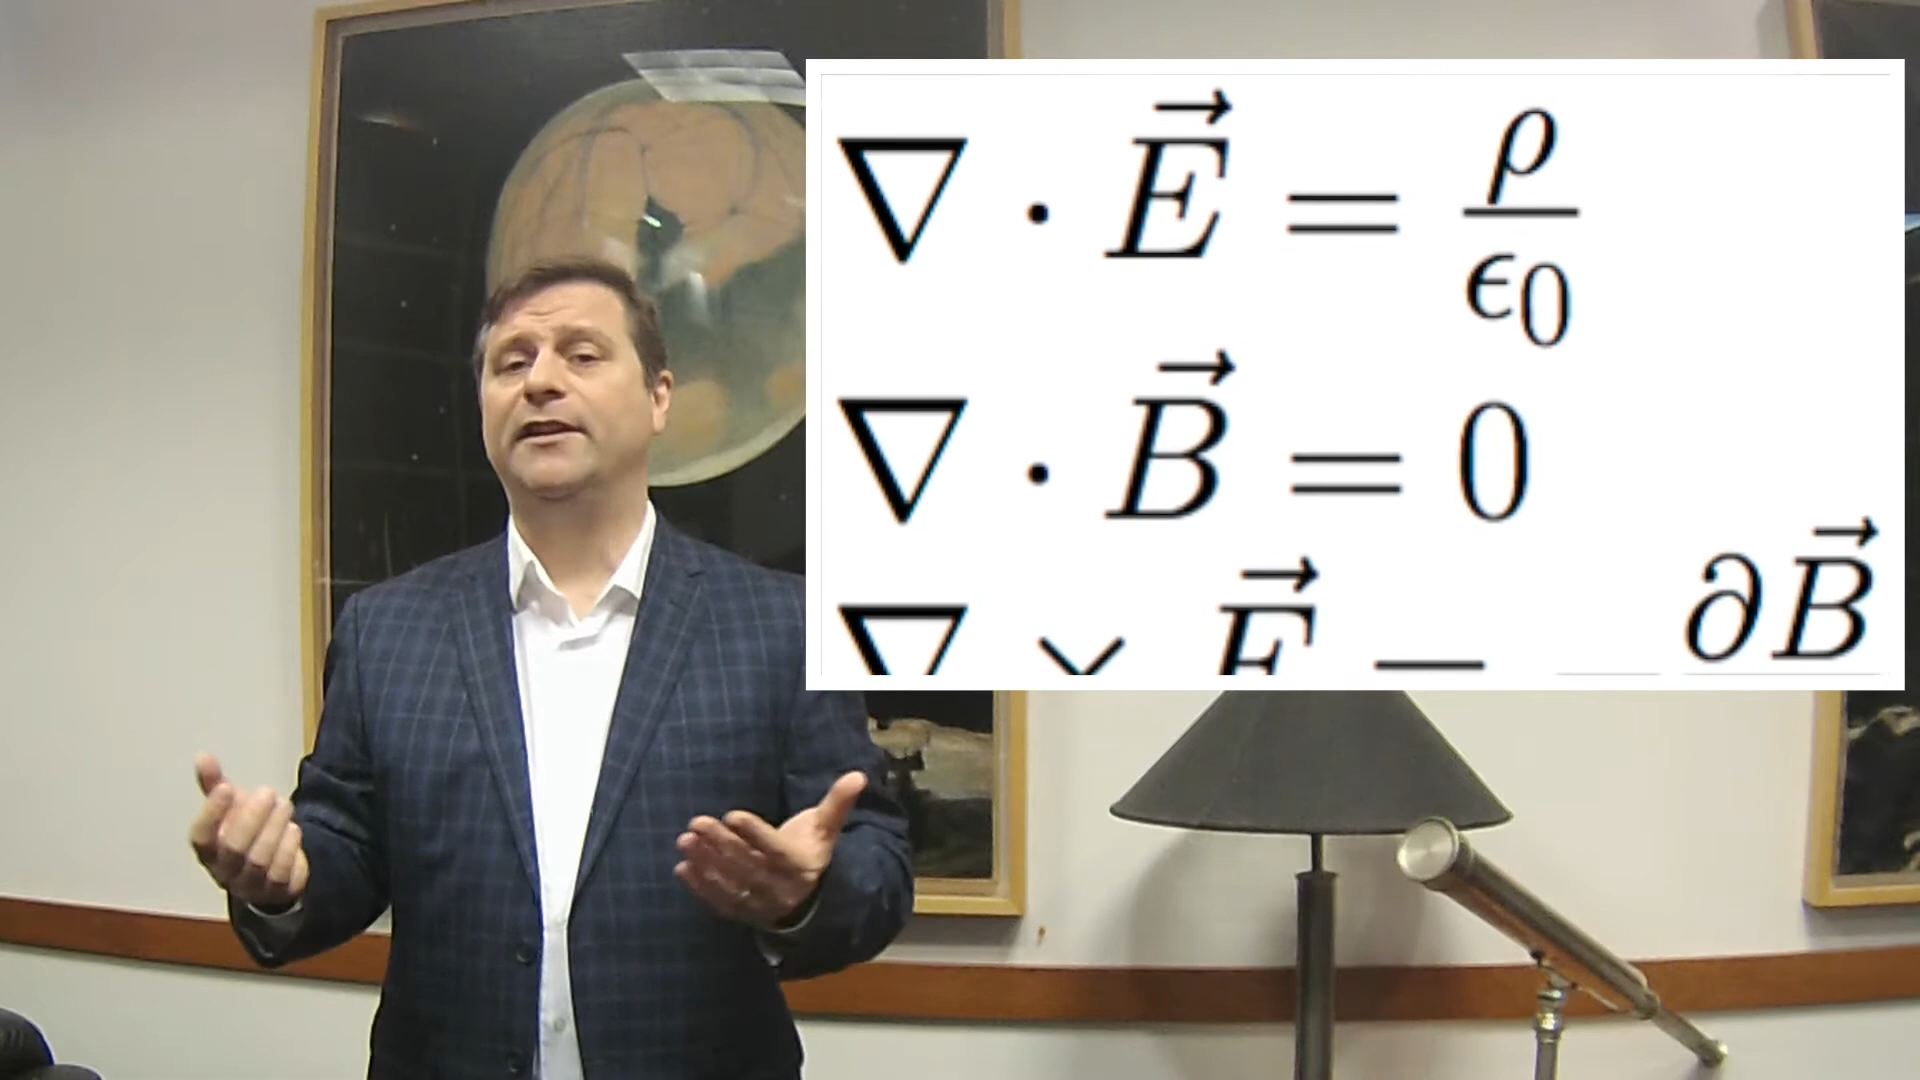 ∇ · E⃗ = ρ/ϵ₀
∇ · B⃗ = 0
∇ × E⃗ = − ∂B⃗